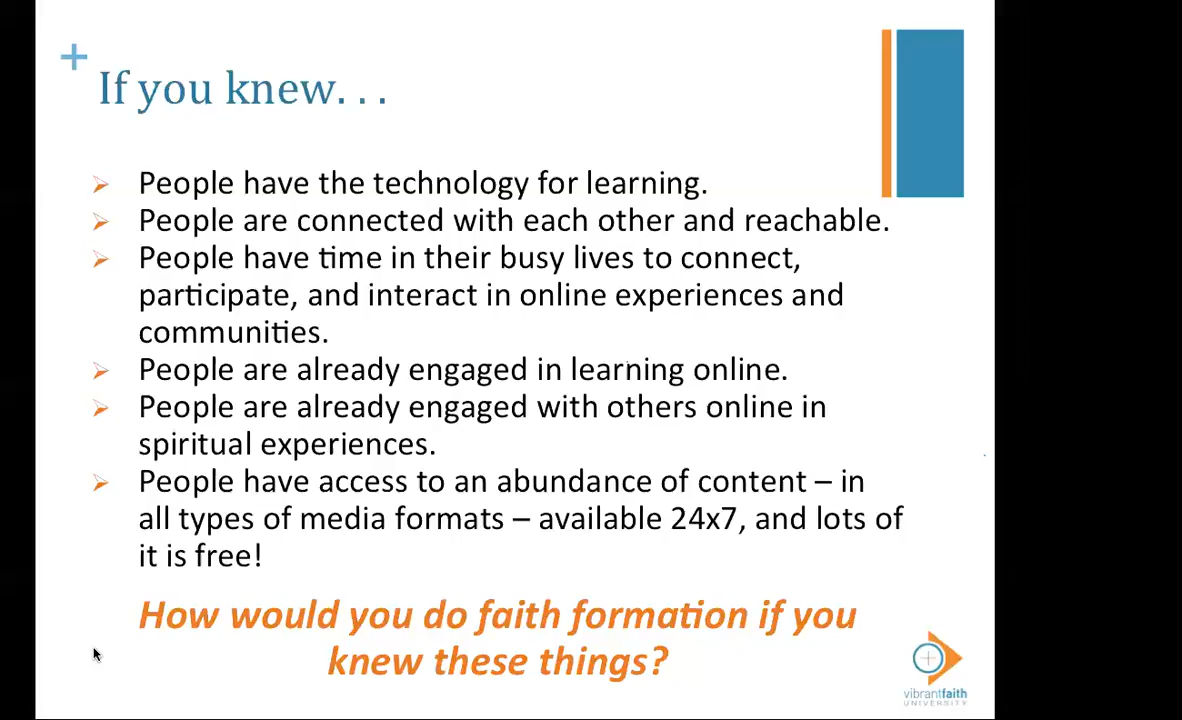 +
If you knew. . .
➢ People have the technology for learning.
➢ People are connected with each other and reachable.
➢ People have time in their busy lives to connect,
participate, and interact in online experiences and
communities.
➢ People are already engaged in learning online.
➢ People are already engaged with others online in
spiritual experiences.
➢ People have access to an abundance of content – in
all types of media formats – available 24x7, and lots of
it is free!
How would you do faith formation if you
knew these things?
vibrantfaith
UNIVERSITY